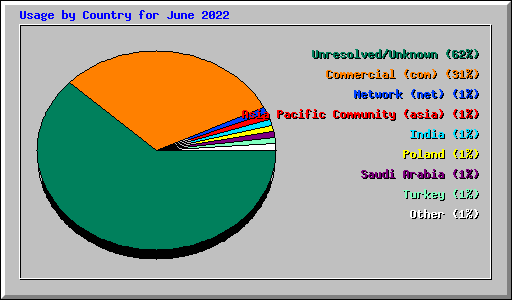 Usage by Country for June 2022
Unresolved/Unknown (62%)
Commercial (com) (31%)
Network (net) (1%)
Asia Pacific Community (asia) (1%)
India (1%)
Poland (1%)
Saudi Arabia (1%)
Turkey (1%)
Other (1%)